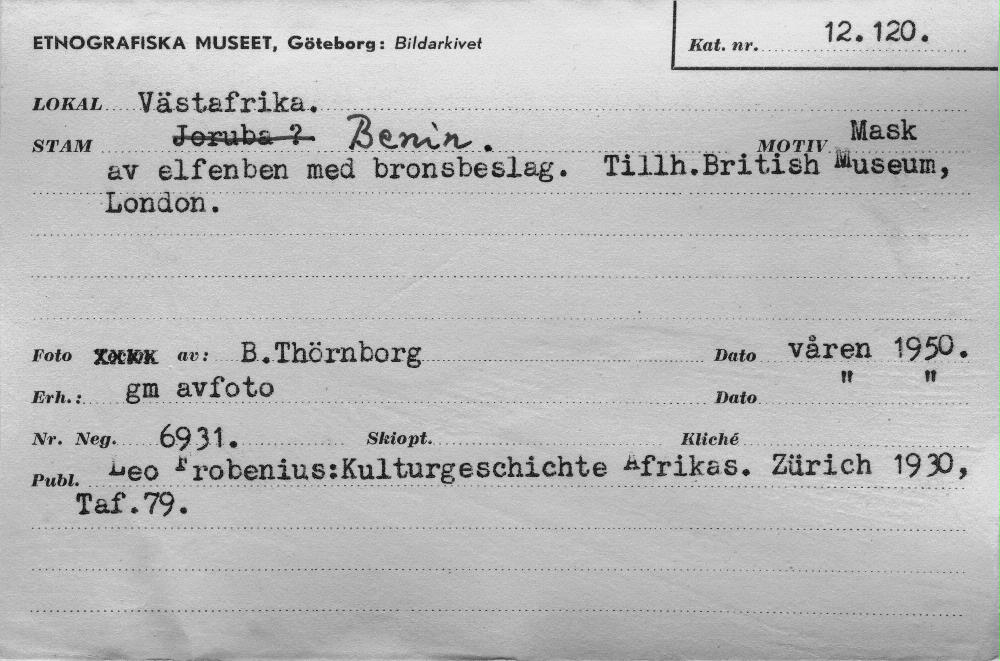 ETNOGRAFISKA MUSEET, Göteborg: Bildarkivet
Kat. nr. 12.120.
LOKAL Västafrika.
STAM Joruba ? Benin. MOTIV Mask
av elfenben med bronsbeslag. Tillh.British Museum,
London.
Foto av: B.Thörnborg Dato våren 1950.
Erh.: gm avfoto Dato " "
Nr. Neg. 6931. Skiopt. Kliché
Publ. Leo Frobenius:Kulturgeschichte Afrikas. Zürich 1930,
Taf.79.